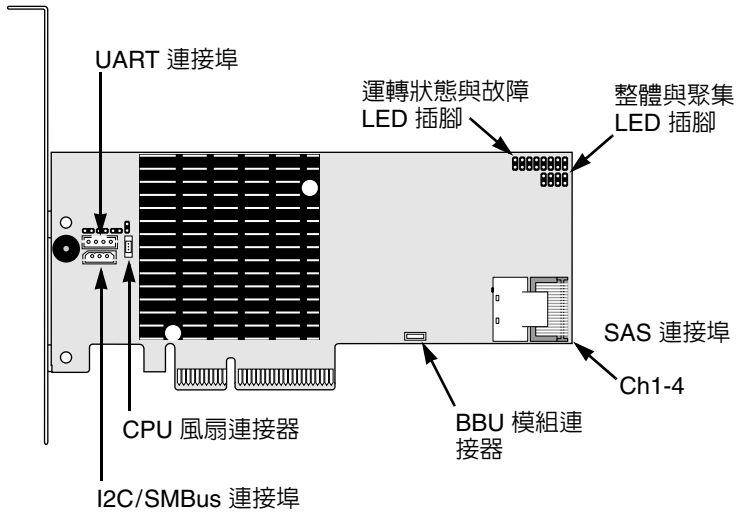 UART 連接埠
運轉狀態與故障
LED 插腳
整體與聚集
LED 插腳
SAS 連接埠
Ch1-4
BBU 模組連
接器
CPU 風扇連接器
I2C/SMBus 連接埠